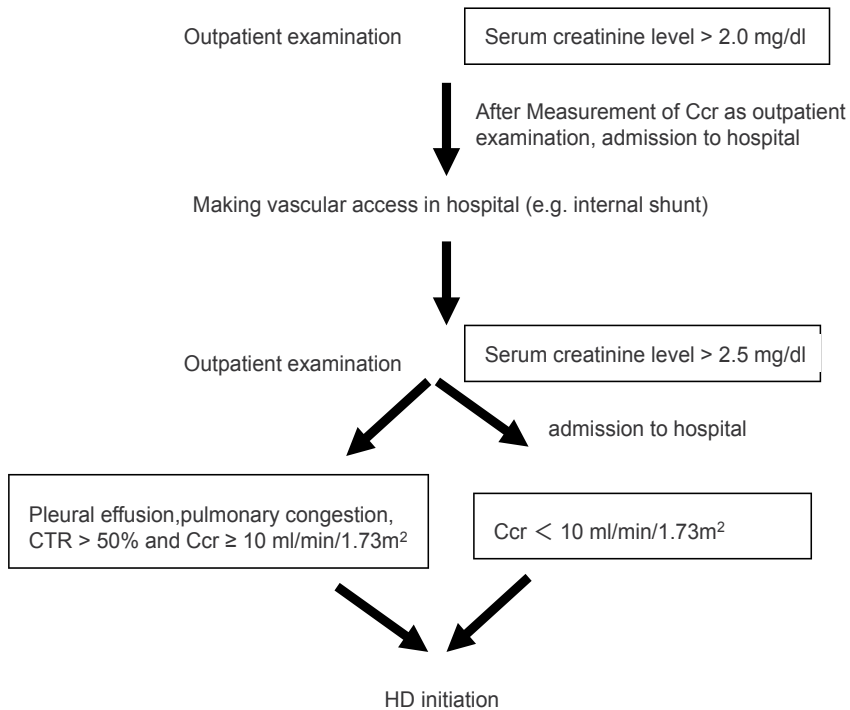 Outpatient examination
Serum creatinine level > 2.0 mg/dl
After Measurement of Ccr as outpatient
examination, admission to hospital
Making vascular access in hospital (e.g. internal shunt)
Outpatient examination
Serum creatinine level > 2.5 mg/dl
admission to hospital
Pleural effusion,pulmonary congestion,
CTR > 50% and Ccr ≥ 10 ml/min/1.73m²
Ccr < 10 ml/min/1.73m²
HD initiation